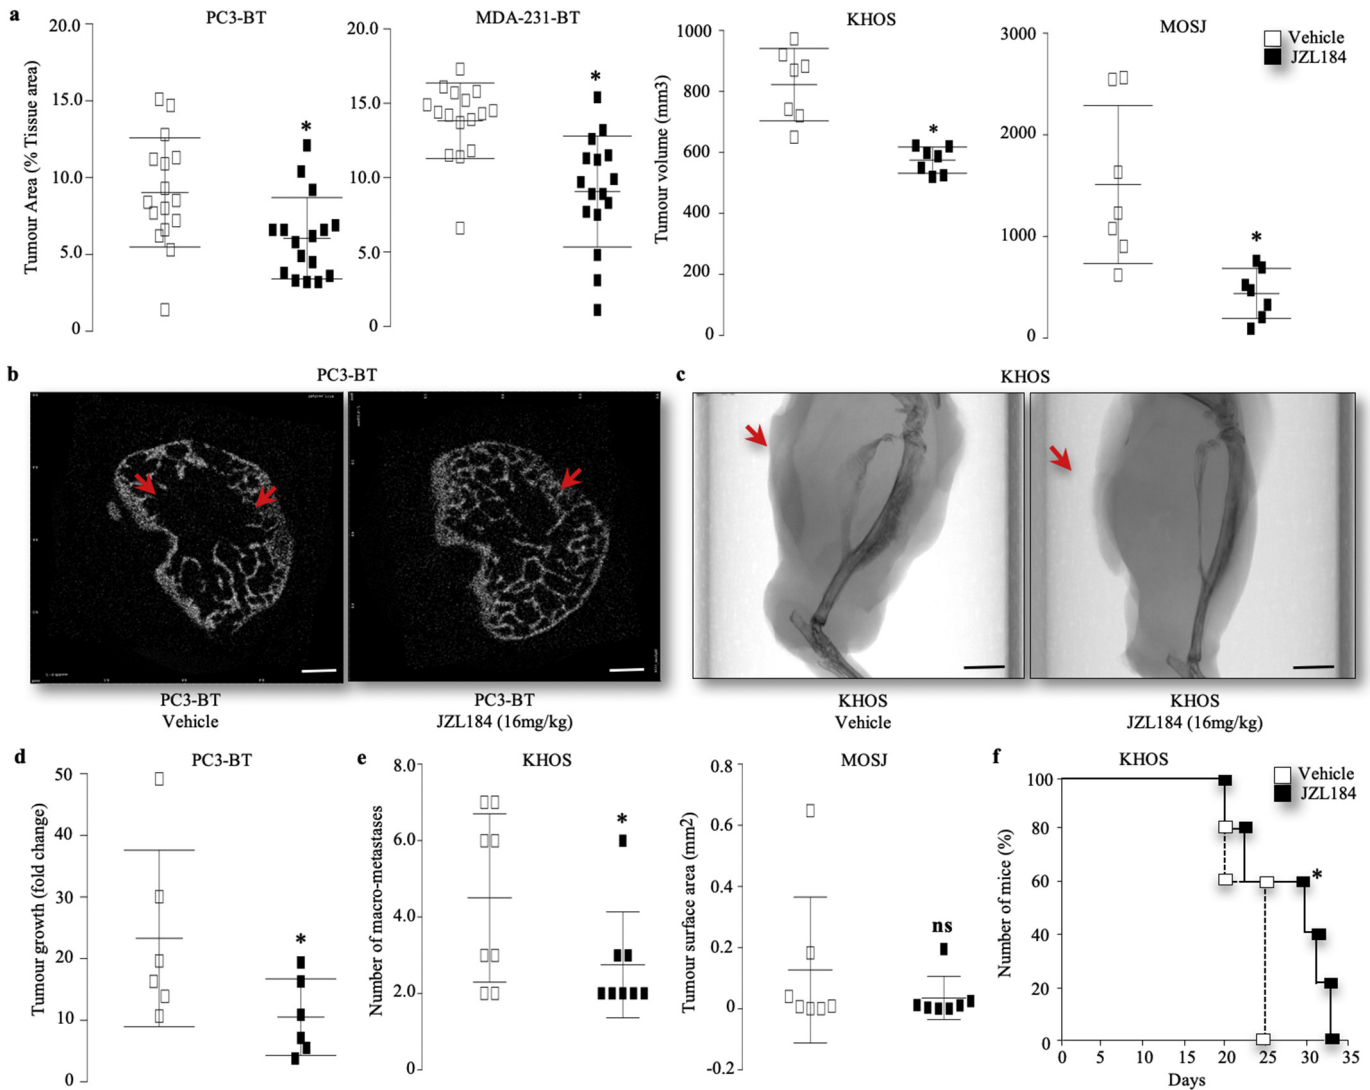 a
PC3-BT
MDA-231-BT
KHOS
MOSJ
Vehicle
JZL184
Tumour Area (% Tissue area)
20.0
15.0
10.0
5.0
0
*
20.0
15.0
10.0
5.0
0
*
Tumour volume (mm3)
1000
800
600
400
200
0
*
3000
2000
1000
0
*
b
PC3-BT
c
KHOS
PC3-BT
Vehicle
PC3-BT
JZL184 (16mg/kg)
KHOS
Vehicle
KHOS
JZL184 (16mg/kg)
d
PC3-BT
Tumour growth (fold change)
50
40
30
20
10
0
*
e
KHOS
Number of macro-metastases
8.0
6.0
4.0
2.0
0
*
MOSJ
Tumour surface area (mm2)
0.8
0.6
0.4
0.2
0
-0.2
ns
f
KHOS
Vehicle
JZL184
Number of mice (%)
100
80
60
40
20
0
*
0 5 10 15 20 25 30 35
Days